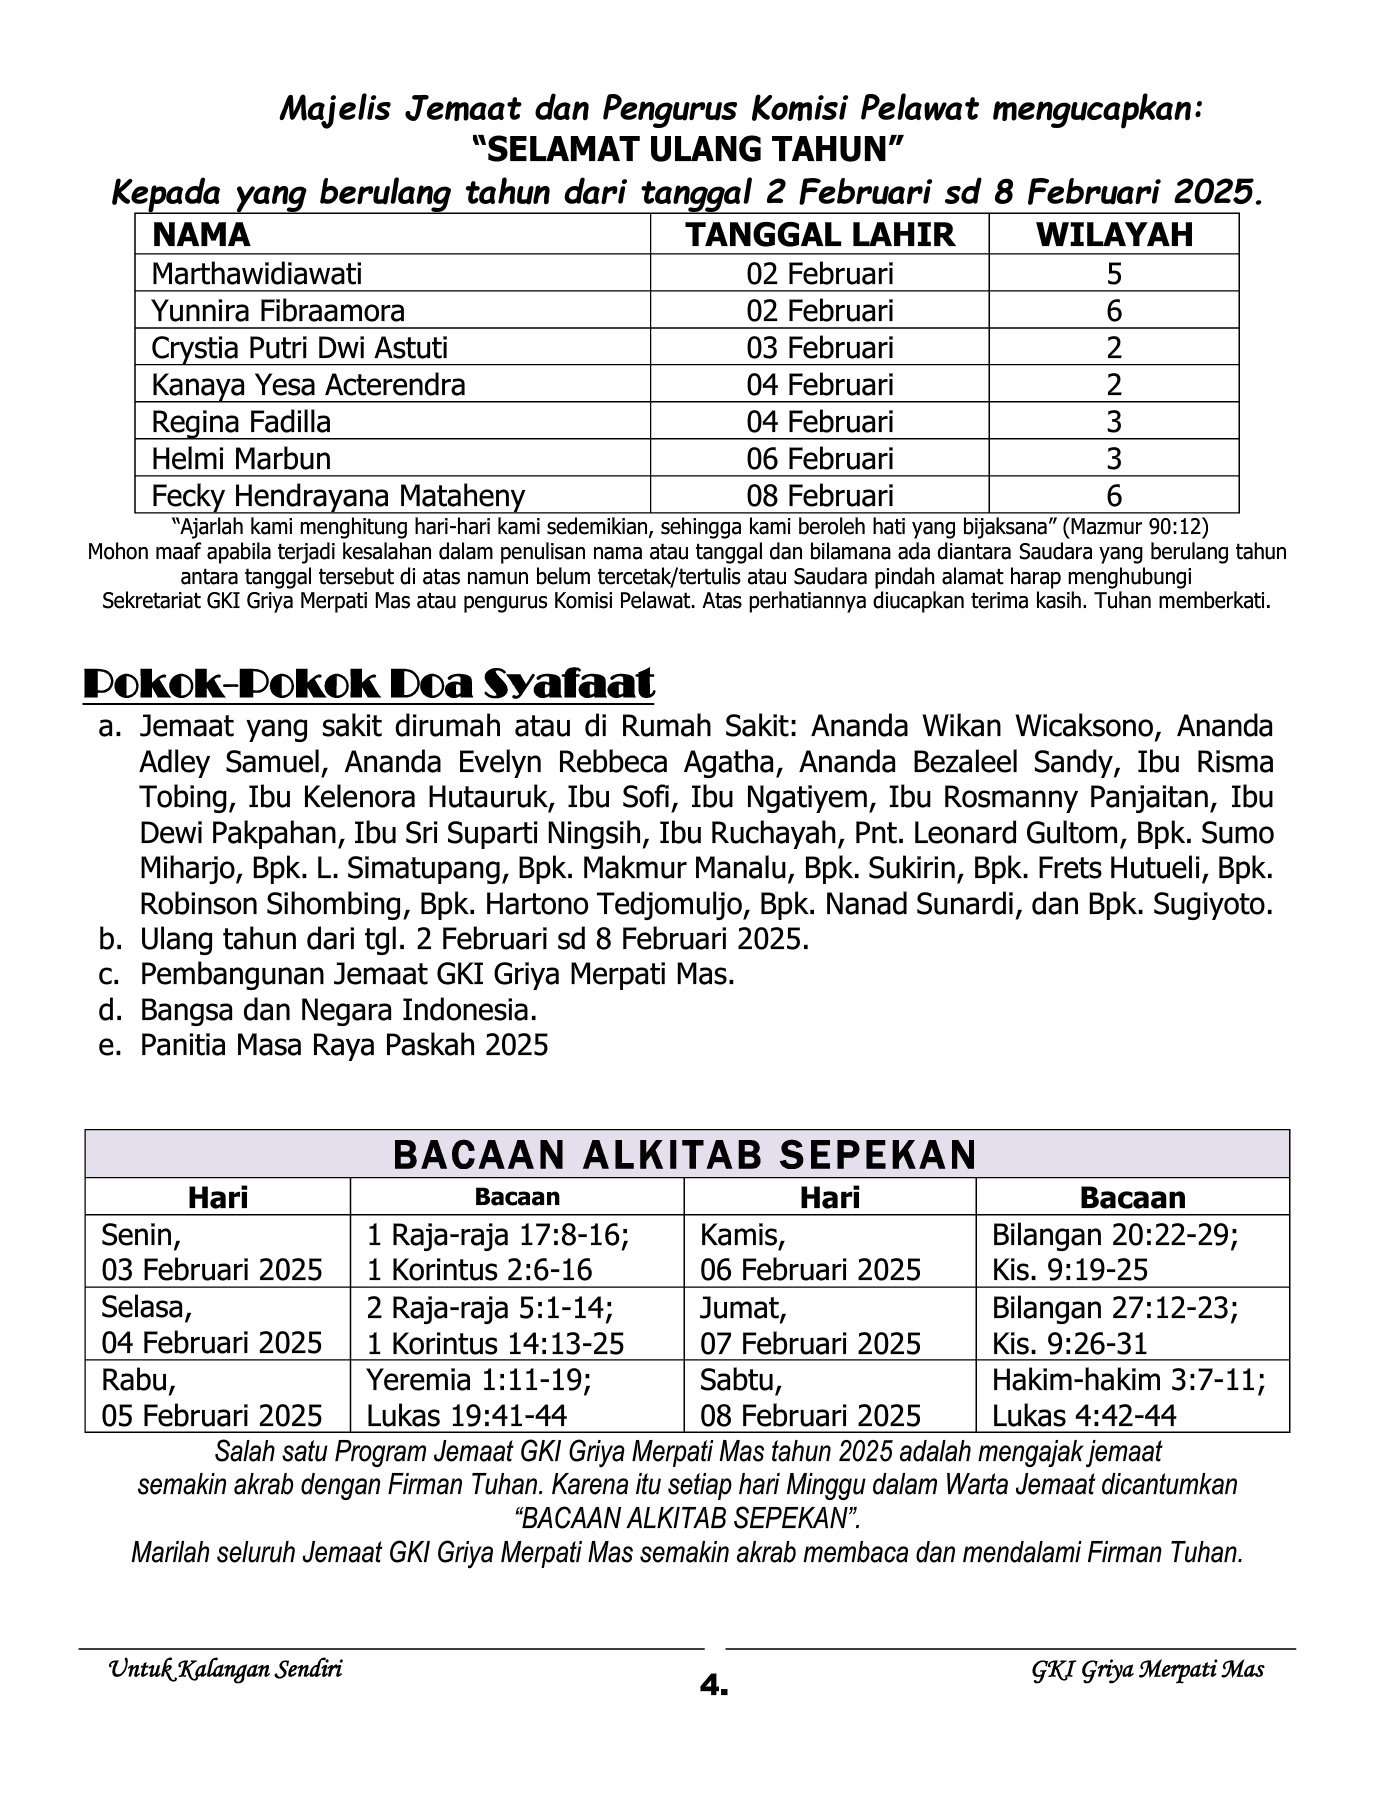 Majelis Jemaat dan Pengurus Komisi Pelawat mengucapkan:
“SELAMAT ULANG TAHUN”
Kepada yang berulang tahun dari tanggal 2 Februari sd 8 Februari 2025.
NAMA TANGGAL LAHIR WILAYAH
Marthawidiawati 02 Februari 5
Yunnira Fibraamora 02 Februari 6
Crystia Putri Dwi Astuti 03 Februari 2
Kanaya Yesa Acterendra 04 Februari 2
Regina Fadilla 04 Februari 3
Helmi Marbun 06 Februari 3
Fecky Hendrayana Mataheny 08 Februari 6
“Ajarlah kami menghitung hari-hari kami sedemikian, sehingga kami beroleh hati yang bijaksana” (Mazmur 90:12)
Mohon maaf apabila terjadi kesalahan dalam penulisan nama atau tanggal dan bilamana ada diantara Saudara yang berulang tahun
antara tanggal tersebut di atas namun belum tercetak/tertulis atau Saudara pindah alamat harap menghubungi
Sekretariat GKI Griya Merpati Mas atau pengurus Komisi Pelawat. Atas perhatiannya diucapkan terima kasih. Tuhan memberkati.
Pokok-Pokok Doa Syafaat
a. Jemaat yang sakit dirumah atau di Rumah Sakit: Ananda Wikan Wicaksono, Ananda
Adley Samuel, Ananda Evelyn Rebbeca Agatha, Ananda Bezaleel Sandy, Ibu Risma
Tobing, Ibu Kelenora Hutauruk, Ibu Sofi, Ibu Ngatiyem, Ibu Rosmanny Panjaitan, Ibu
Dewi Pakpahan, Ibu Sri Suparti Ningsih, Ibu Ruchayah, Pnt. Leonard Gultom, Bpk. Sumo
Miharjo, Bpk. L. Simatupang, Bpk. Makmur Manalu, Bpk. Sukirin, Bpk. Frets Hutueli, Bpk.
Robinson Sihombing, Bpk. Hartono Tedjomuljo, Bpk. Nanad Sunardi, dan Bpk. Sugiyoto.
b. Ulang tahun dari tgl. 2 Februari sd 8 Februari 2025.
c. Pembangunan Jemaat GKI Griya Merpati Mas.
d. Bangsa dan Negara Indonesia.
e. Panitia Masa Raya Paskah 2025
BACAAN ALKITAB SEPEKAN
Hari Bacaan Hari Bacaan
Senin, 1 Raja-raja 17:8-16; Kamis, Bilangan 20:22-29;
03 Februari 2025 1 Korintus 2:6-16 06 Februari 2025 Kis. 9:19-25
Selasa, 2 Raja-raja 5:1-14; Jumat, Bilangan 27:12-23;
04 Februari 2025 1 Korintus 14:13-25 07 Februari 2025 Kis. 9:26-31
Rabu, Yeremia 1:11-19; Sabtu, Hakim-hakim 3:7-11;
05 Februari 2025 Lukas 19:41-44 08 Februari 2025 Lukas 4:42-44
Salah satu Program Jemaat GKI Griya Merpati Mas tahun 2025 adalah mengajak jemaat
semakin akrab dengan Firman Tuhan. Karena itu setiap hari Minggu dalam Warta Jemaat dicantumkan
“BACAAN ALKITAB SEPEKAN”.
Marilah seluruh Jemaat GKI Griya Merpati Mas semakin akrab membaca dan mendalami Firman Tuhan.
Untuk Kalangan Sendiri GKI Griya Merpati Mas
4.